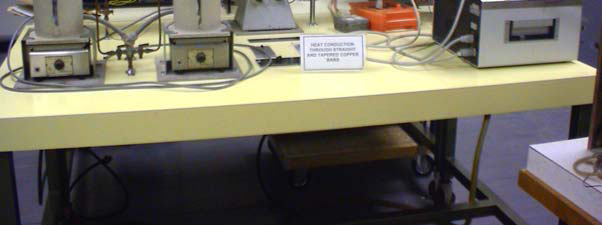 HEAT CONDUCTION
THROUGH STRAIGHT
AND TAPERED COPPER
BARS